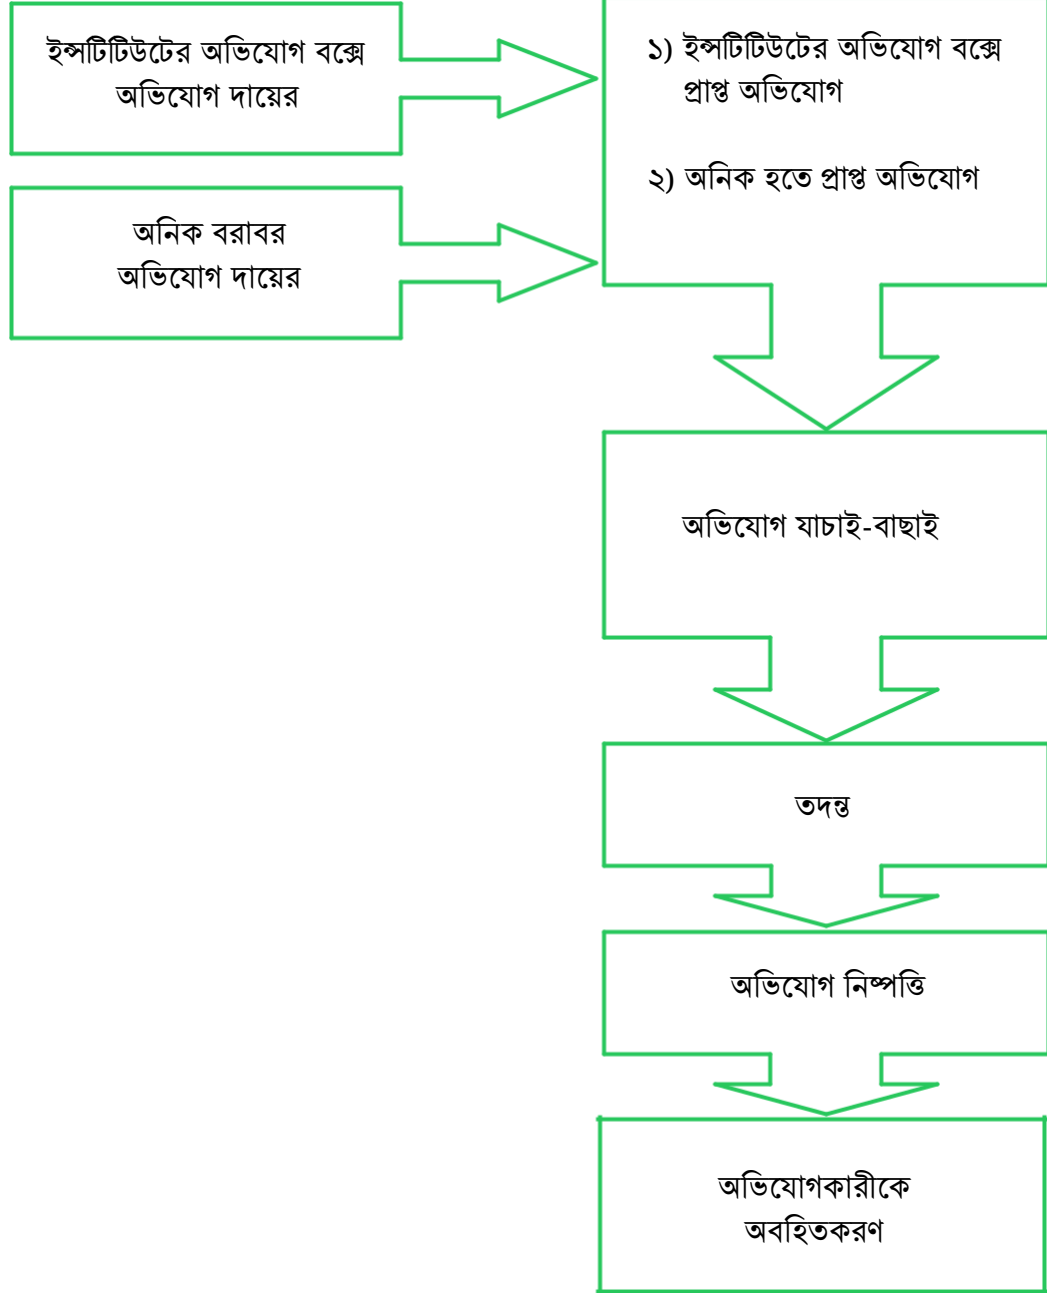 ইন্সটিটিউটের অভিযোগ বক্সে
অভিযোগ দায়ের
অনিক বরাবর
অভিযোগ দায়ের
১) ইন্সটিটিউটের অভিযোগ বক্সে
প্রাপ্ত অভিযোগ
২) অনিক হতে প্রাপ্ত অভিযোগ
অভিযোগ যাচাই-বাছাই
তদন্ত
অভিযোগ নিষ্পত্তি
অভিযোগকারীকে
অবহিতকরণ